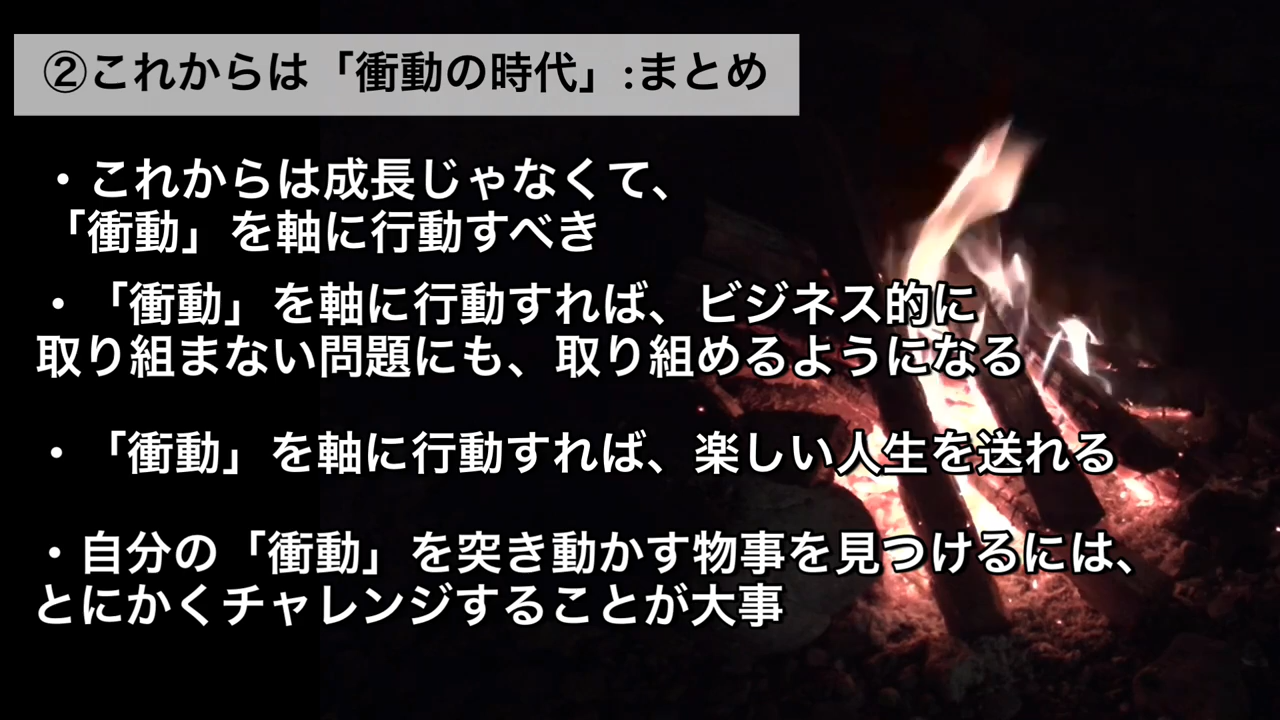 ②これからは「衝動の時代」:まとめ
・これからは成長じゃなくて、
「衝動」を軸に行動すべき
・「衝動」を軸に行動すれば、ビジネス的に
取り組まない問題にも、取り組めるようになる
・「衝動」を軸に行動すれば、楽しい人生を送れる
・自分の「衝動」を突き動かす物事を見つけるには、
とにかくチャレンジすることが大事